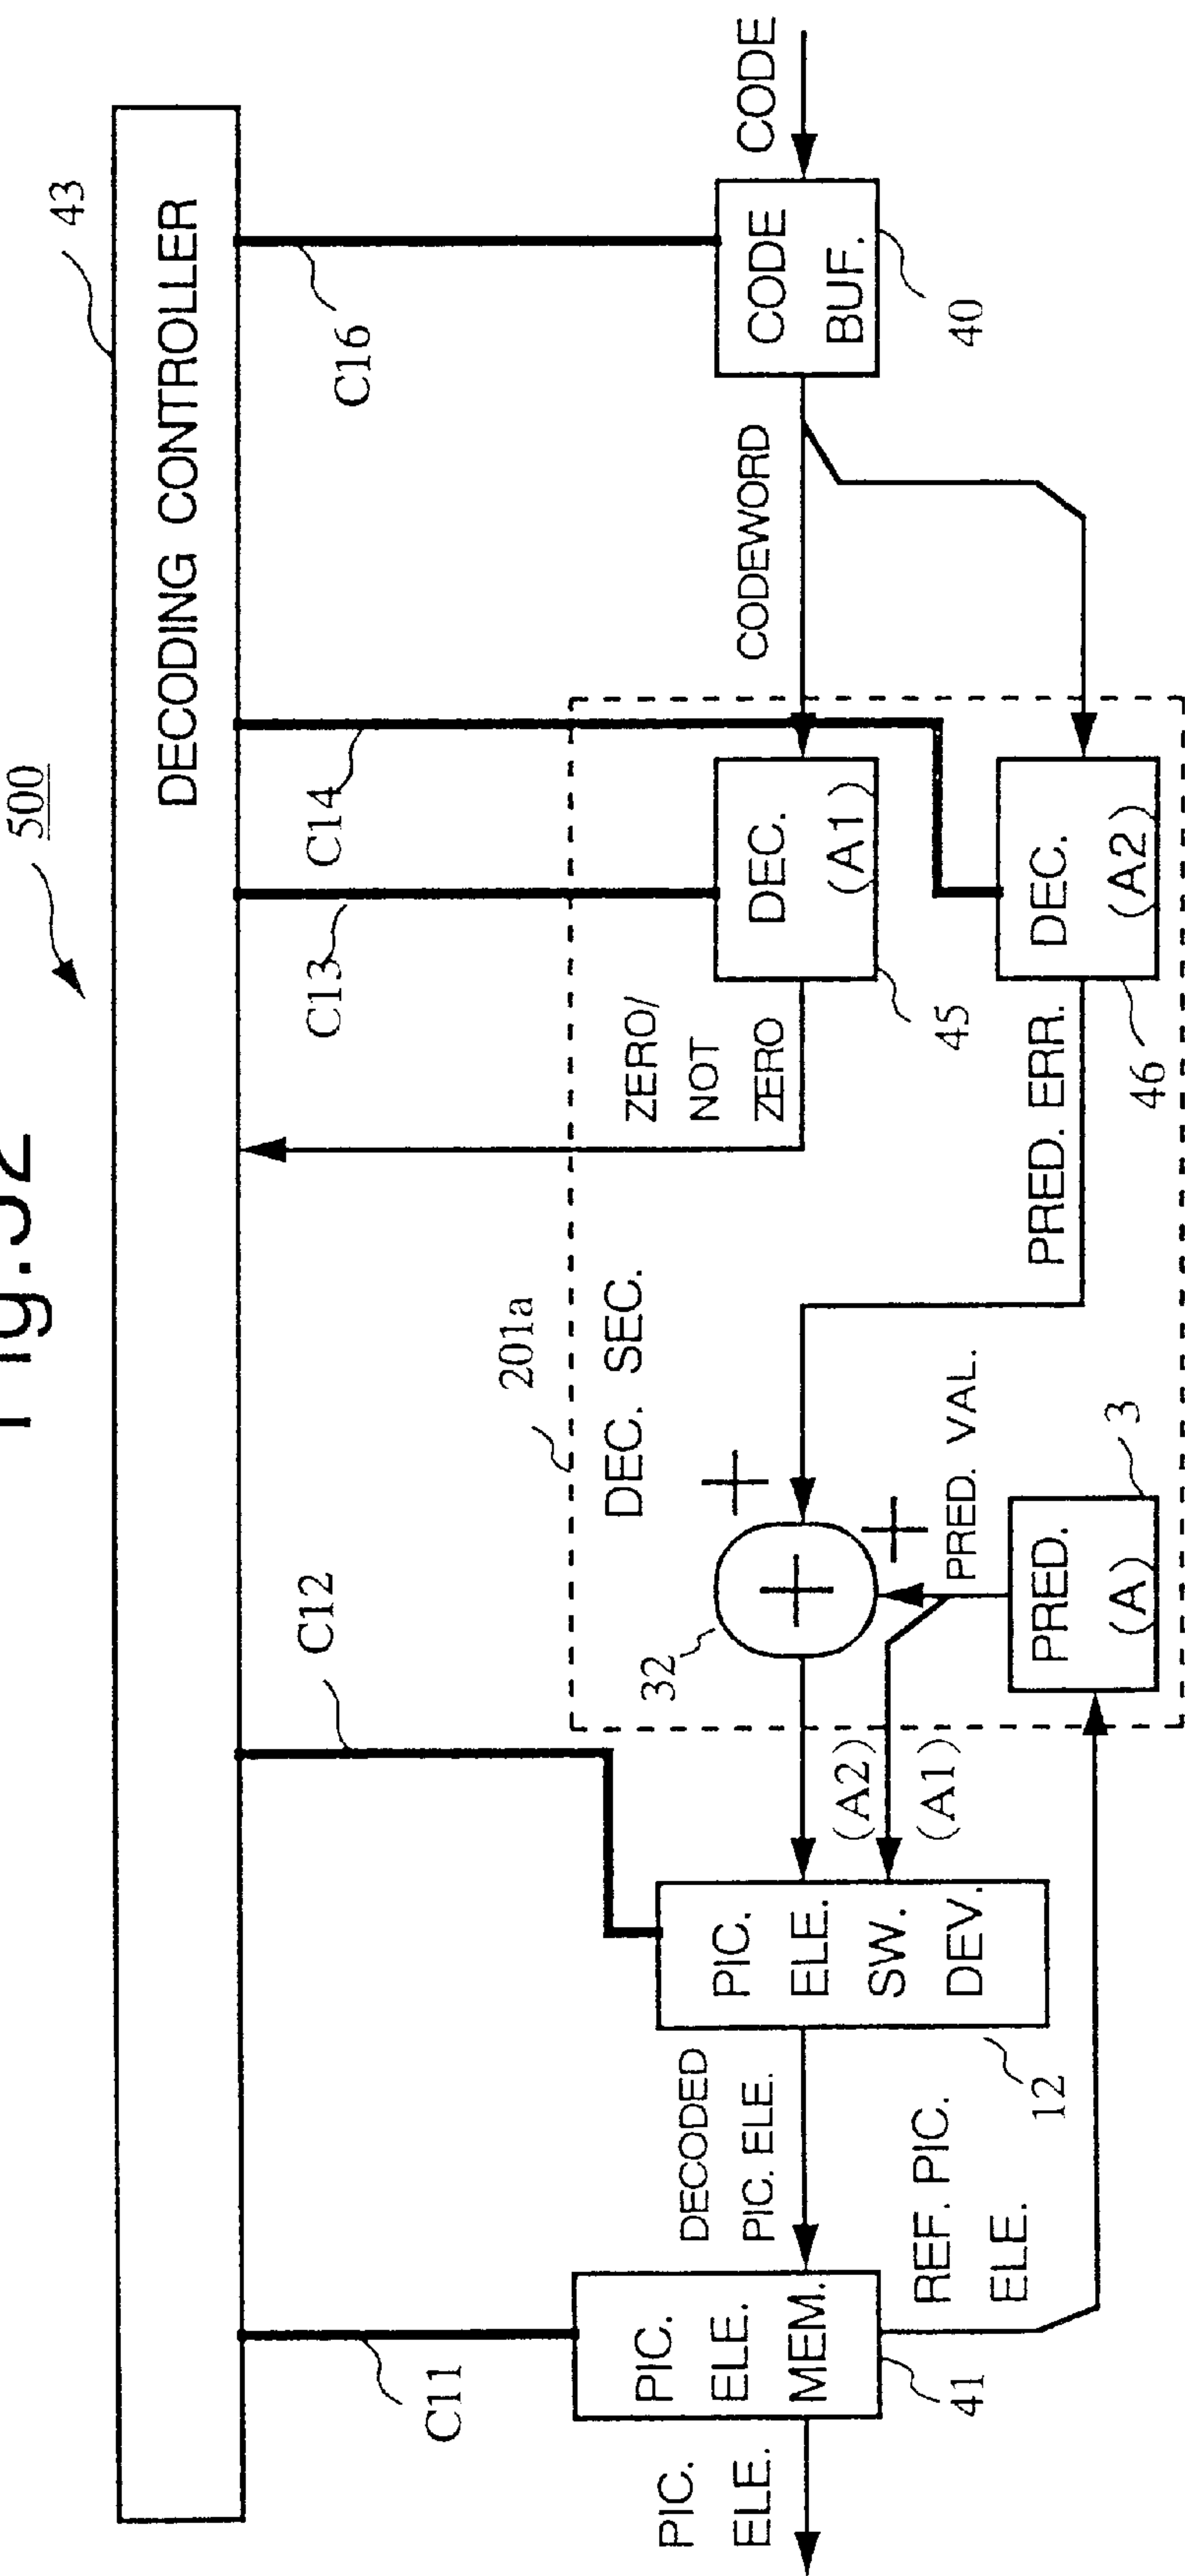 Fig.32
500
43
DECODING CONTROLLER
C11
C12
C13
C14
C16
201a
DEC. SEC.
PIC.
ELE.
PIC.
ELE.
MEM.
41
DECODED
PIC. ELE.
REF. PIC.
ELE.
PIC.
ELE.
SW.
DEV.
12
(A2)
(A1)
32
+
+
+
PRED. VAL.
PRED.
(A)
3
ZERO/
NOT
ZERO
PRED. ERR.
DEC.
(A1)
45
DEC.
(A2)
46
CODEWORD
CODE
BUF.
40
CODE